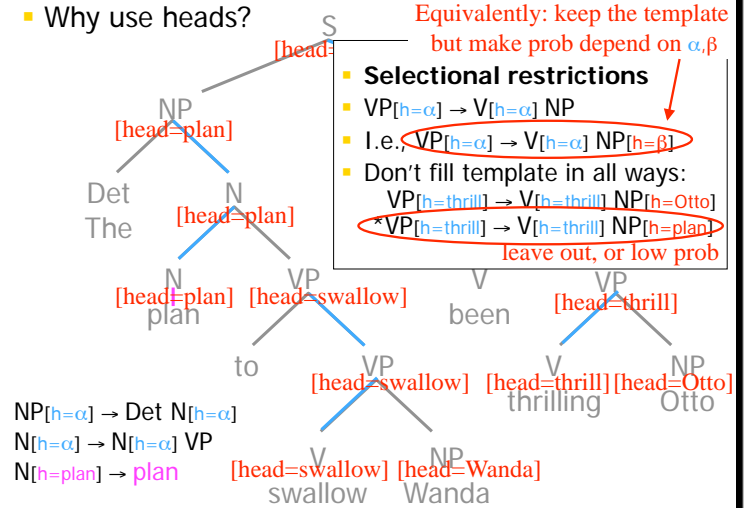 Why use heads?
Equivalently: keep the template
but make prob depend on α,β
S
[head=
Selectional restrictions
VP[h=α] → V[h=α] NP
I.e., VP[h=α] → V[h=α] NP[h=β]
Don't fill template in all ways:
VP[h=thrill] → V[h=thrill] NP[h=Otto]
*VP[h=thrill] → V[h=thrill] NP[h=plan]
leave out, or low prob
NP
[head=plan]
Det
The
N
[head=plan]
N
[head=plan]
plan
VP
[head=swallow]
V
been
VP
[head=thrill]
to
VP
[head=swallow]
V
[head=thrill]
thrilling
NP
[head=Otto]
Otto
V
[head=swallow]
swallow
NP
[head=Wanda]
Wanda
NP[h=α] → Det N[h=α]
N[h=α] → N[h=α] VP
N[h=plan] → plan